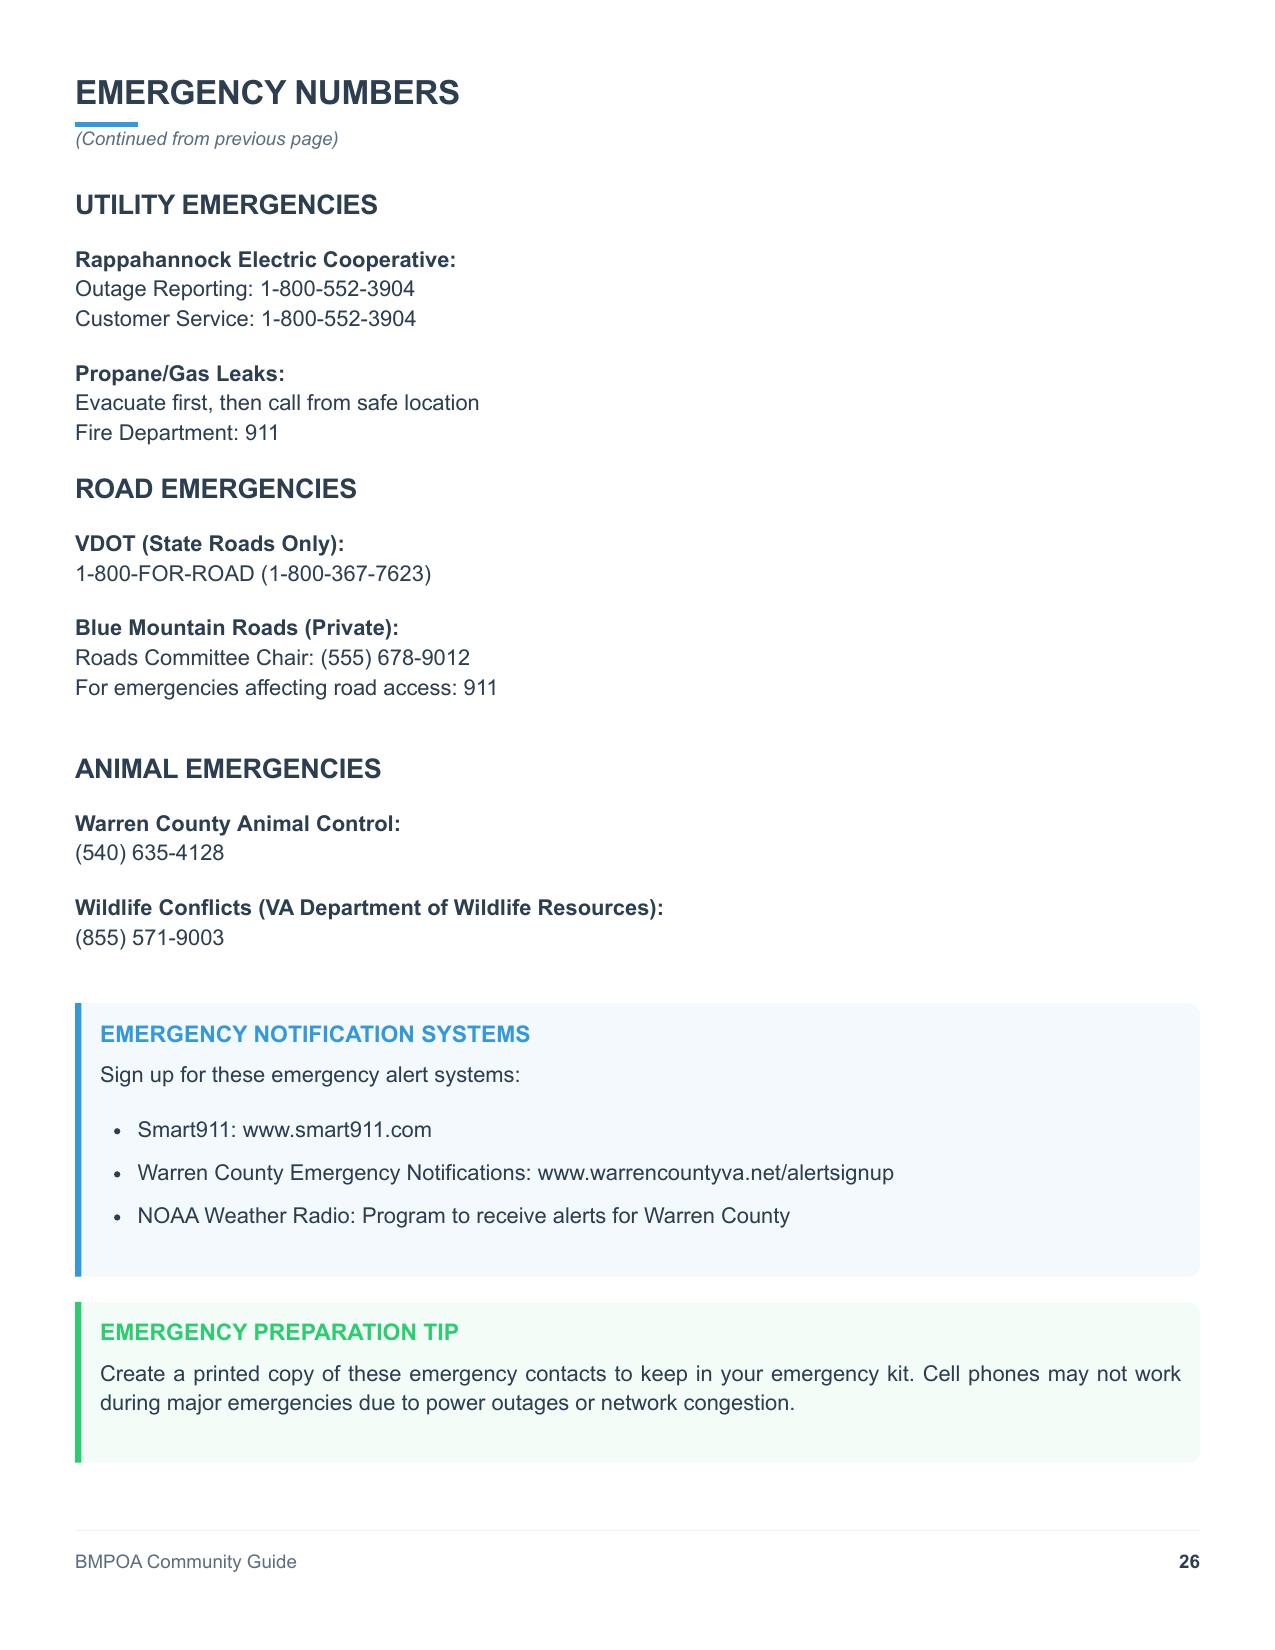 EMERGENCY NUMBERS
(Continued from previous page)
UTILITY EMERGENCIES
Rappahannock Electric Cooperative:
Outage Reporting: 1-800-552-3904
Customer Service: 1-800-552-3904
Propane/Gas Leaks:
Evacuate first, then call from safe location
Fire Department: 911
ROAD EMERGENCIES
VDOT (State Roads Only):
1-800-FOR-ROAD (1-800-367-7623)
Blue Mountain Roads (Private):
Roads Committee Chair: (555) 678-9012
For emergencies affecting road access: 911
ANIMAL EMERGENCIES
Warren County Animal Control:
(540) 635-4128
Wildlife Conflicts (VA Department of Wildlife Resources):
(855) 571-9003
EMERGENCY NOTIFICATION SYSTEMS
Sign up for these emergency alert systems:
• Smart911: www.smart911.com
• Warren County Emergency Notifications: www.warrencountyva.net/alertsignup
• NOAA Weather Radio: Program to receive alerts for Warren County
EMERGENCY PREPARATION TIP
Create a printed copy of these emergency contacts to keep in your emergency kit. Cell phones may not work
during major emergencies due to power outages or network congestion.
BMPOA Community Guide
26